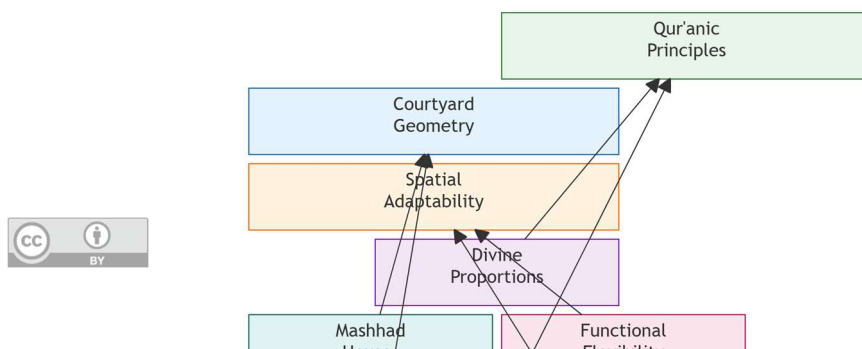 Qur'anic
Principles
Courtyard
Geometry
Spatial
Adaptability
Divine
Proportions
cc
BY
Mashhad
Functional